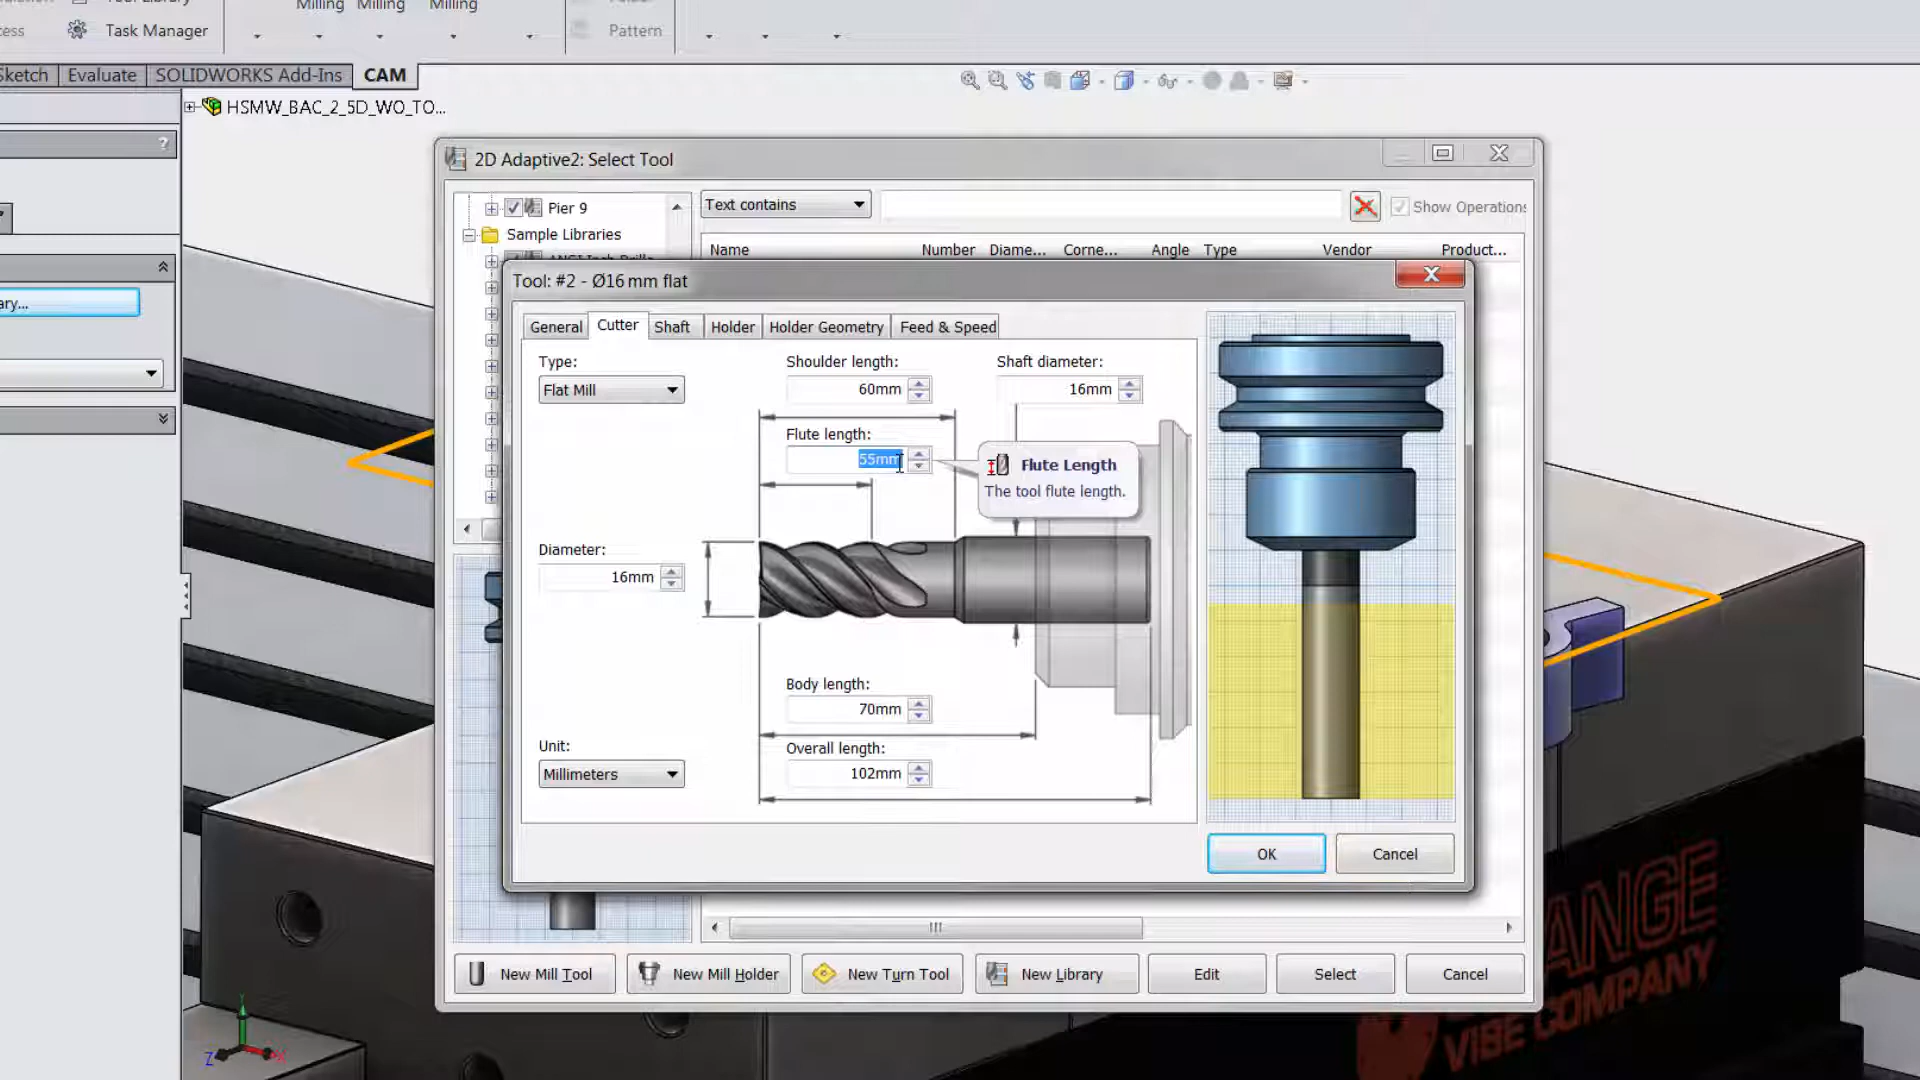 Tool Library
Milling Milling Milling
Task Manager
Pattern
Sketch Evaluate SOLIDWORKS Add-Ins CAM
HSMW_BAC_2_5D_WO_TO...
?
2D Adaptive2: Select Tool
Pier 9
Sample Libraries
Text contains
Show Operations
Name Number Diame... Corne... Angle Type Vendor Product...
ary...
Tool: #2 - Ø16 mm flat
General Cutter Shaft Holder Holder Geometry Feed & Speed
Type:
Flat Mill
Shoulder length:
60mm
Shaft diameter:
16mm
Flute length:
55mm
Flute Length
The tool flute length.
Diameter:
16mm
Body length:
70mm
Unit:
Millimeters
Overall length:
102mm
OK Cancel
New Mill Tool New Mill Holder New Turn Tool New Library Edit Select Cancel
ANGE
VIBE COMPANY
Y
Z X